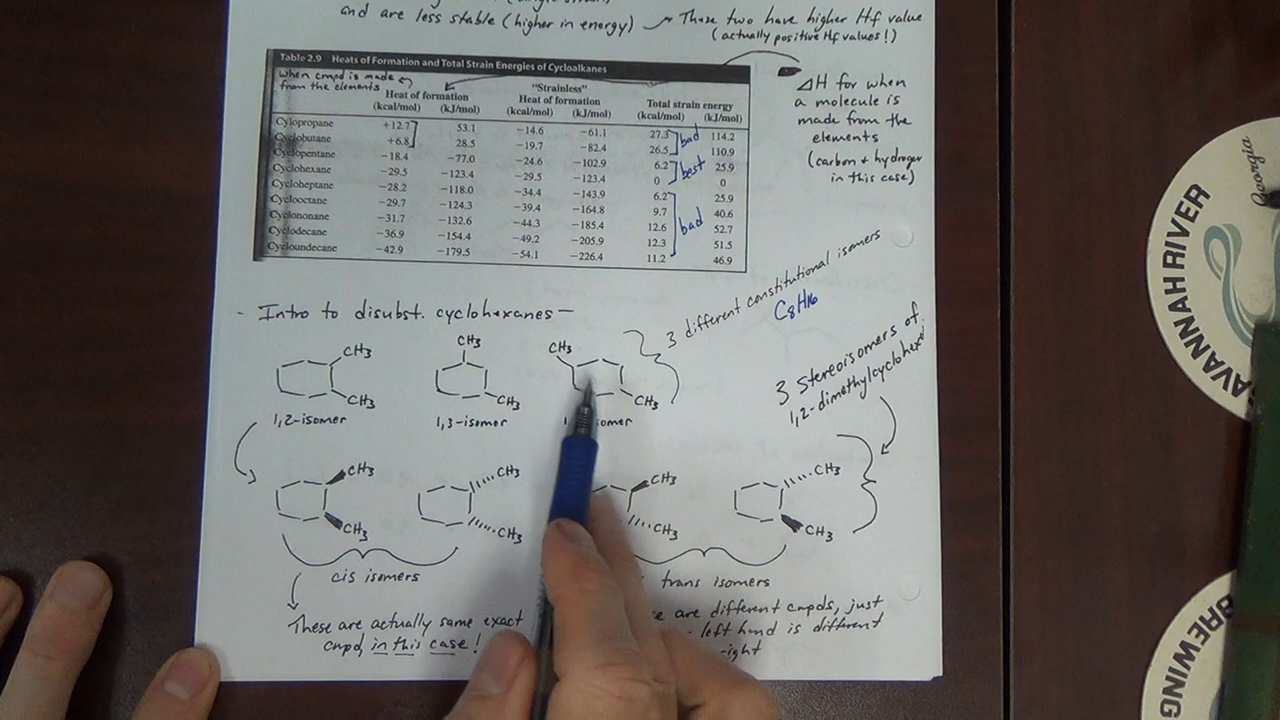 and are less stable (higher in energy) These two have higher Hf value
(actually positive Hf values!)
Table 2.9 Heats of Formation and Total Strain Energies of Cycloalkanes
when cmpd is made
from the elements
Heat of formation "Strainless" Heat of formation Total strain energy
(kcal/mol) (kJ/mol) (kcal/mol) (kJ/mol) (kcal/mol) (kJ/mol)
Cylopropane +12.7 53.1 -14.6 -61.1 27.3 114.2
Cyclobutane +6.8 28.5 -19.7 -82.4 26.5 110.9
Cyclopentane -18.4 -77.0 -24.6 -102.9 6.2 25.9
Cyclohexane -29.5 -123.4 -29.5 -123.4 0 0
Cycloheptane -28.2 -118.0 -34.4 -143.9 6.2 25.9
Cyclooctane -29.7 -124.3 -39.4 -164.8 9.7 40.6
Cyclononane -31.7 -132.6 -44.3 -185.4 12.6 52.7
Cyclodecane -36.9 -154.4 -49.2 -205.9 12.3 51.5
Cycloundecane -42.9 -179.5 -54.1 -226.4 11.2 46.9
bad
best
bad
ΔH for when
a molecule is
made from the
elements
(carbon + hydrogen
in this case)
- Intro to disubst. cyclohexanes —
3 different constitutional isomers
C8H16
CH3 CH3 CH3
CH3 CH3 CH3
1,2-isomer 1,3-isomer
3 stereoisomers of
CH3 CH3 CH3 CH3
CH3 CH3 CH3 CH3
cis isomers trans isomers
These are actually same exact
cmpd, in this case!
are different cmpds, just
left hand is different
SAVANNAH RIVER
Georgia
BREWING